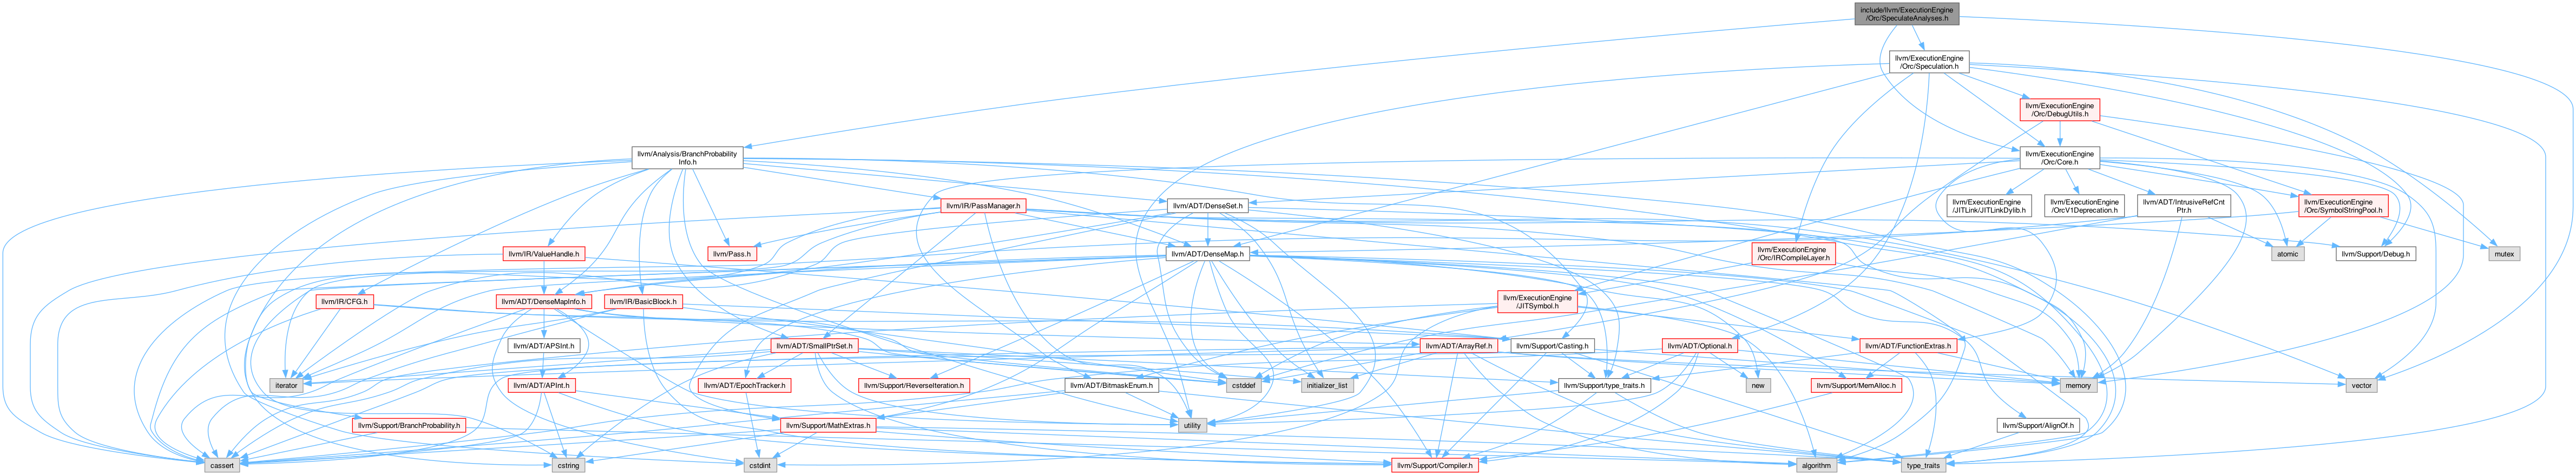 include/llvm/ExecutionEngine
/Orc/SpeculateAnalyses.h
llvm/ExecutionEngine
/Orc/Speculation.h
llvm/ExecutionEngine
/Orc/DebugUtils.h
llvm/Analysis/BranchProbability
Info.h
llvm/ExecutionEngine
/Orc/Core.h
llvm/IR/PassManager.h
llvm/ADT/DenseSet.h
llvm/ExecutionEngine
/JITLink/JITLinkDylib.h
llvm/ExecutionEngine
/OrcV1Deprecation.h
llvm/ADT/IntrusiveRefCnt
Ptr.h
llvm/ExecutionEngine
/Orc/SymbolStringPool.h
llvm/IR/ValueHandle.h
llvm/Pass.h
llvm/ADT/DenseMap.h
llvm/ExecutionEngine
/Orc/IRCompileLayer.h
atomic
llvm/Support/Debug.h
mutex
llvm/IR/CFG.h
llvm/ADT/DenseMapInfo.h
llvm/IR/BasicBlock.h
llvm/ExecutionEngine
/JITSymbol.h
llvm/ADT/APSInt.h
llvm/ADT/SmallPtrSet.h
llvm/ADT/ArrayRef.h
llvm/Support/Casting.h
llvm/ADT/Optional.h
llvm/ADT/FunctionExtras.h
iterator
llvm/ADT/APInt.h
llvm/ADT/EpochTracker.h
llvm/Support/ReverseIteration.h
llvm/ADT/BitmaskEnum.h
cstddef
initializer_list
llvm/Support/type_traits.h
new
llvm/Support/MemAlloc.h
memory
vector
llvm/Support/BranchProbability.h
llvm/Support/MathExtras.h
utility
llvm/Support/AlignOf.h
cassert
cstring
cstdint
llvm/Support/Compiler.h
algorithm
type_traits